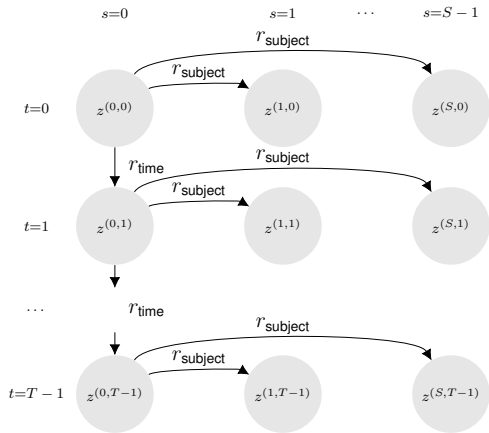 s=0 s=1 ⋯ s=S−1
r_subject
r_subject
t=0 z^(0,0) z^(1,0) z^(S,0)
r_time r_subject
r_subject
t=1 z^(0,1) z^(1,1) z^(S,1)
⋯ r_time
r_subject
r_subject
t=T−1 z^(0,T−1) z^(1,T−1) z^(S,T−1)